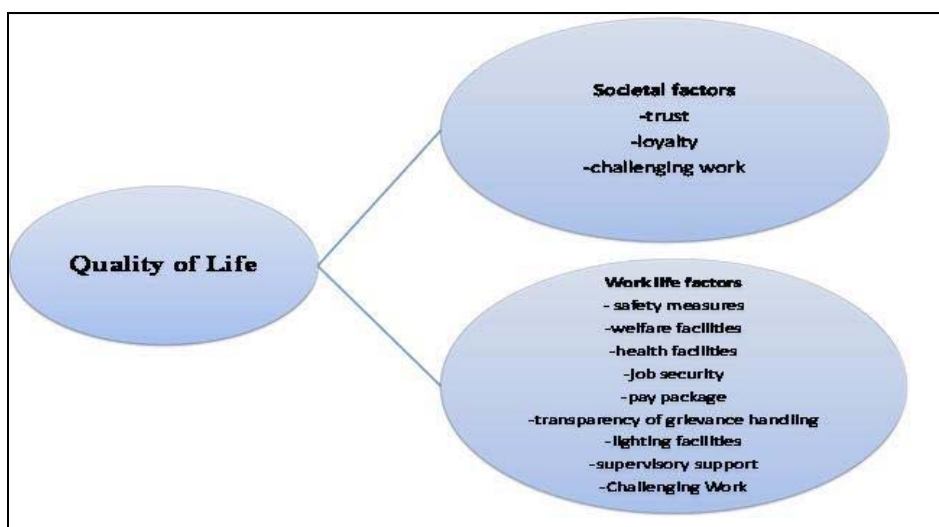 Societal factors
-trust
-loyalty
-challenging work
Quality of Life
Work life factors
- safety measures
-welfare facilities
-health facilities
-job security
-pay package
-transparency of grievance handling
-lighting facilities
-supervisory support
-Challenging Work